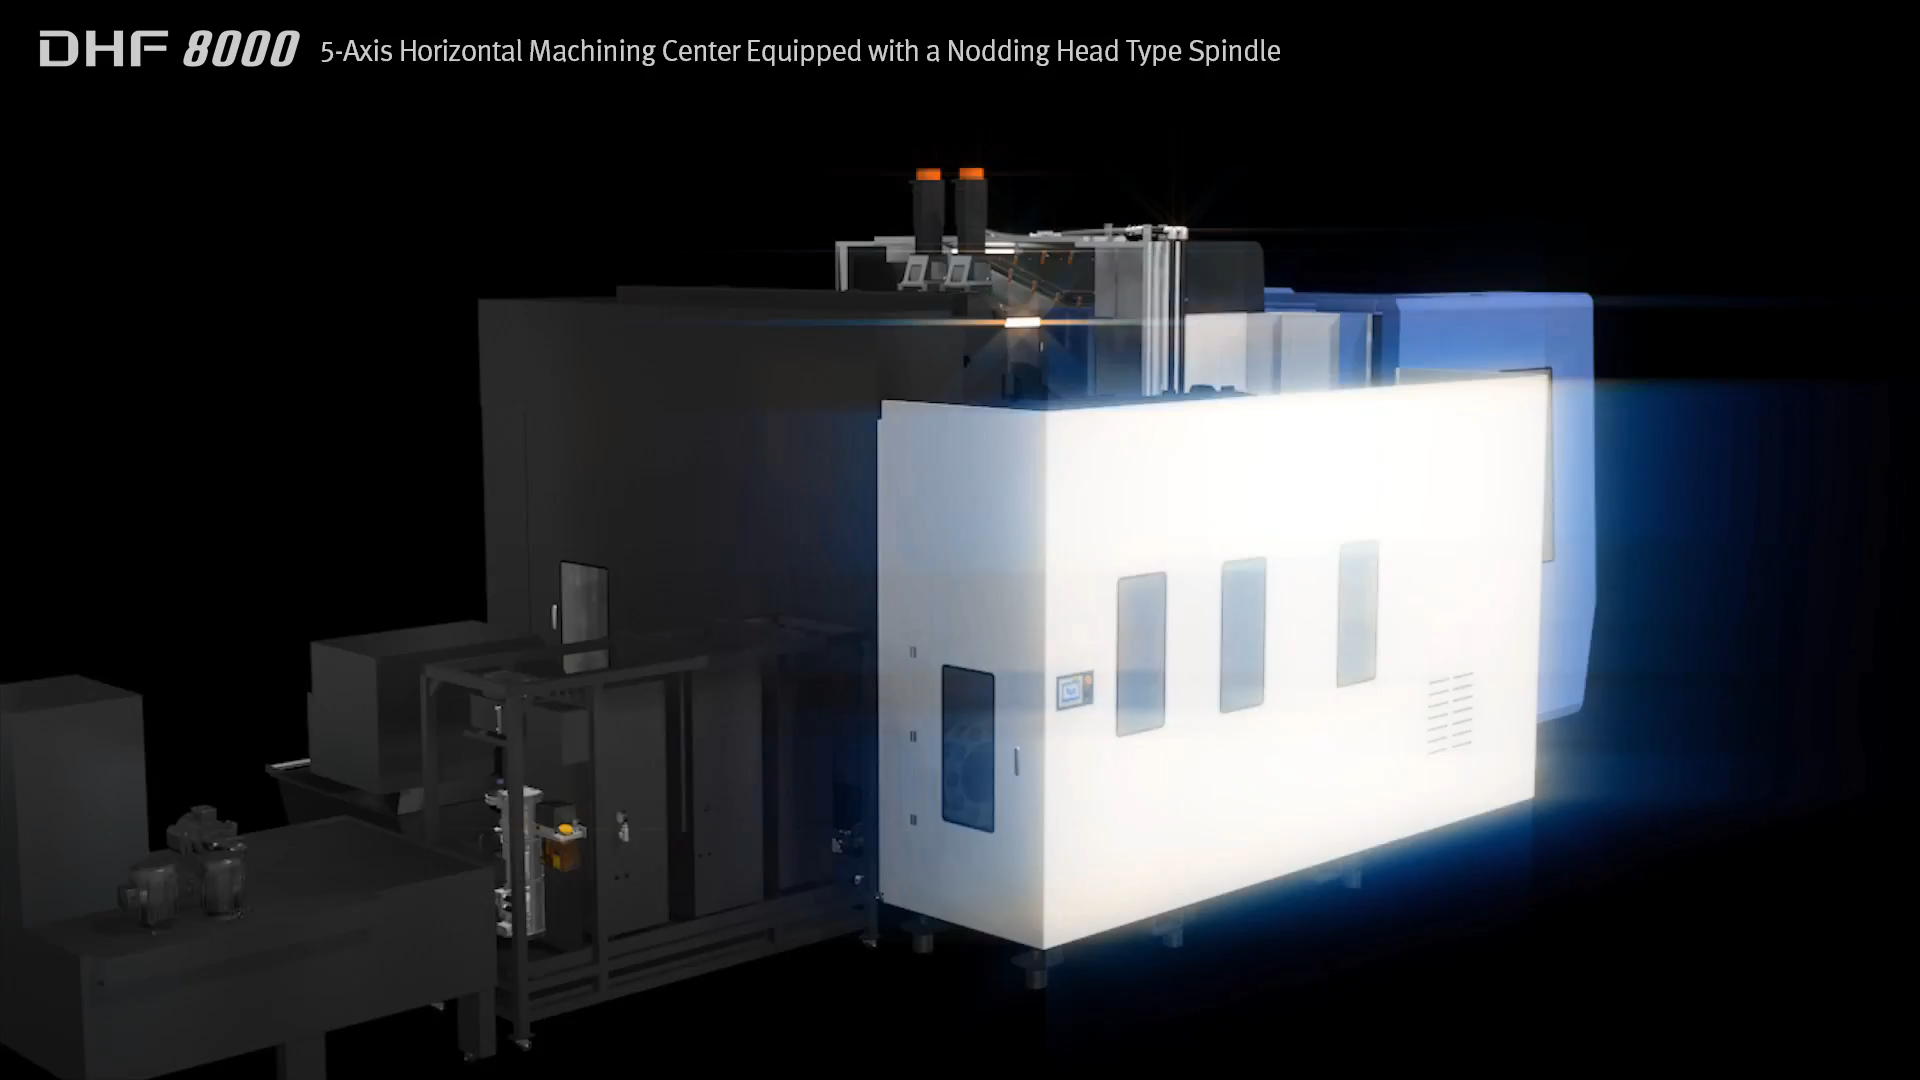 DHF 8000 5-Axis Horizontal Machining Center Equipped with a Nodding Head Type Spindle